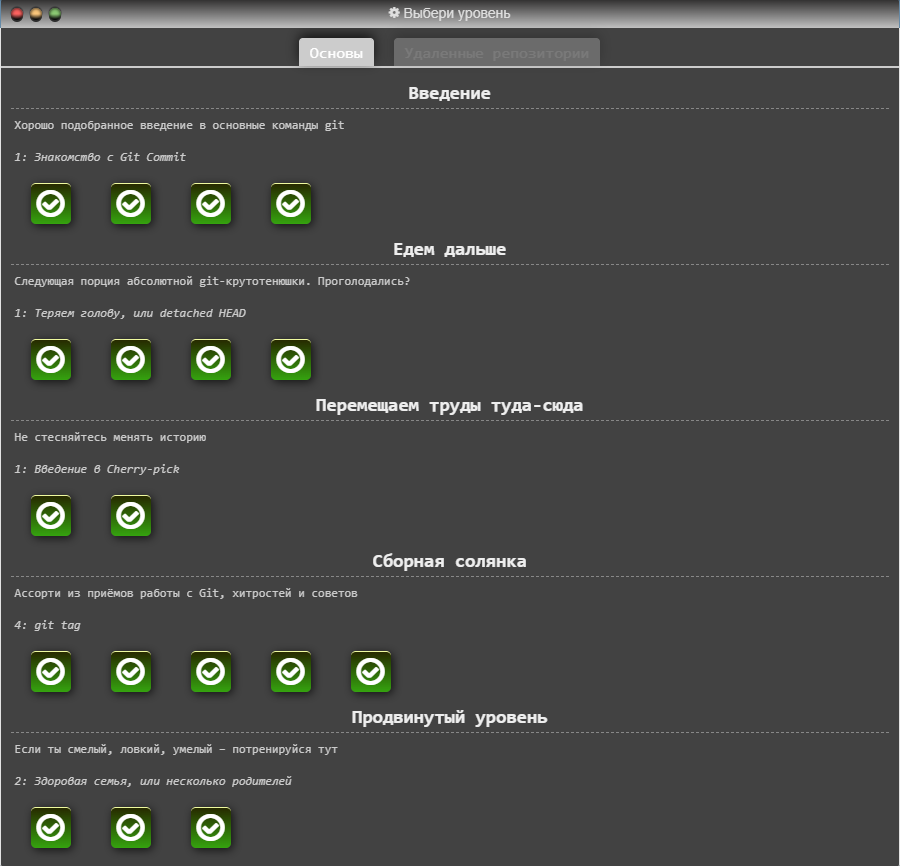 Выбери уровень
Основы
Удаленные репозитории
Введение
Хорошо подобранное введение в основные команды git
1: Знакомство с Git Commit
Едем дальше
Следующая порция абсолютной git-крутотенюшки. Проголодались?
1: Теряем голову, или detached HEAD
Перемещаем труды туда-сюда
Не стесняйтесь менять историю
1: Введение в Cherry-pick
Сборная солянка
Ассорти из приёмов работы с Git, хитростей и советов
4: git tag
Продвинутый уровень
Если ты смелый, ловкий, умелый – потренируйся тут
2: Здоровая семья, или несколько родителей